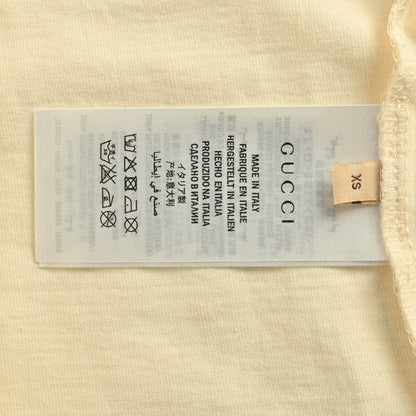 GUCCI
MADE IN ITALY
FABRIQUE EN ITALIE
HERGESTELLT IN ITALIEN
HECHO EN ITALIA
PRODUZIDO NA ITALIA
СДЕЛАНО В ИТАЛИИ
イタリア製
产地:意大利
صنع في إيطاليا
XS